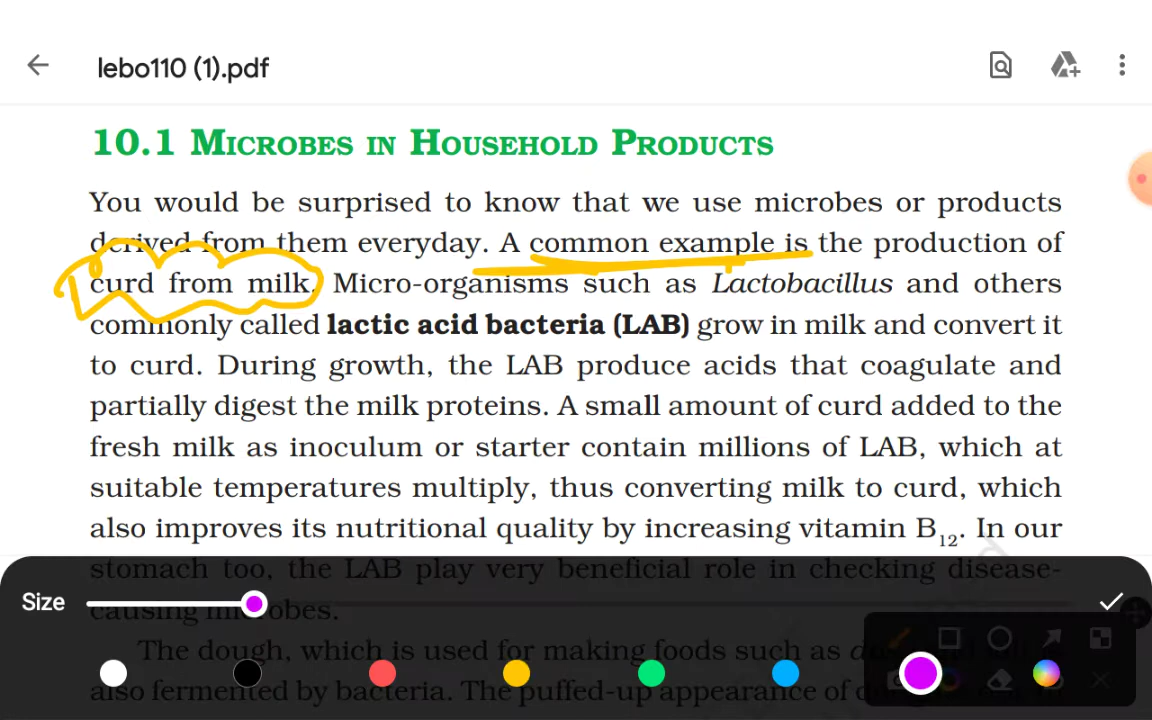 lebo110 (1).pdf
10.1 MICROBES IN HOUSEHOLD PRODUCTS
You would be surprised to know that we use microbes or products
derived from them everyday. A common example is the production of
curd from milk. Micro-organisms such as Lactobacillus and others
commonly called lactic acid bacteria (LAB) grow in milk and convert it
to curd. During growth, the LAB produce acids that coagulate and
partially digest the milk proteins. A small amount of curd added to the
fresh milk as inoculum or starter contain millions of LAB, which at
suitable temperatures multiply, thus converting milk to curd, which
also improves its nutritional quality by increasing vitamin B12. In our
stomach too, the LAB play very beneficial role in checking disease-
Size
causing microbes.
The dough, which is used for making foods such as
also fermented by bacteria. The puffed-up appearance of